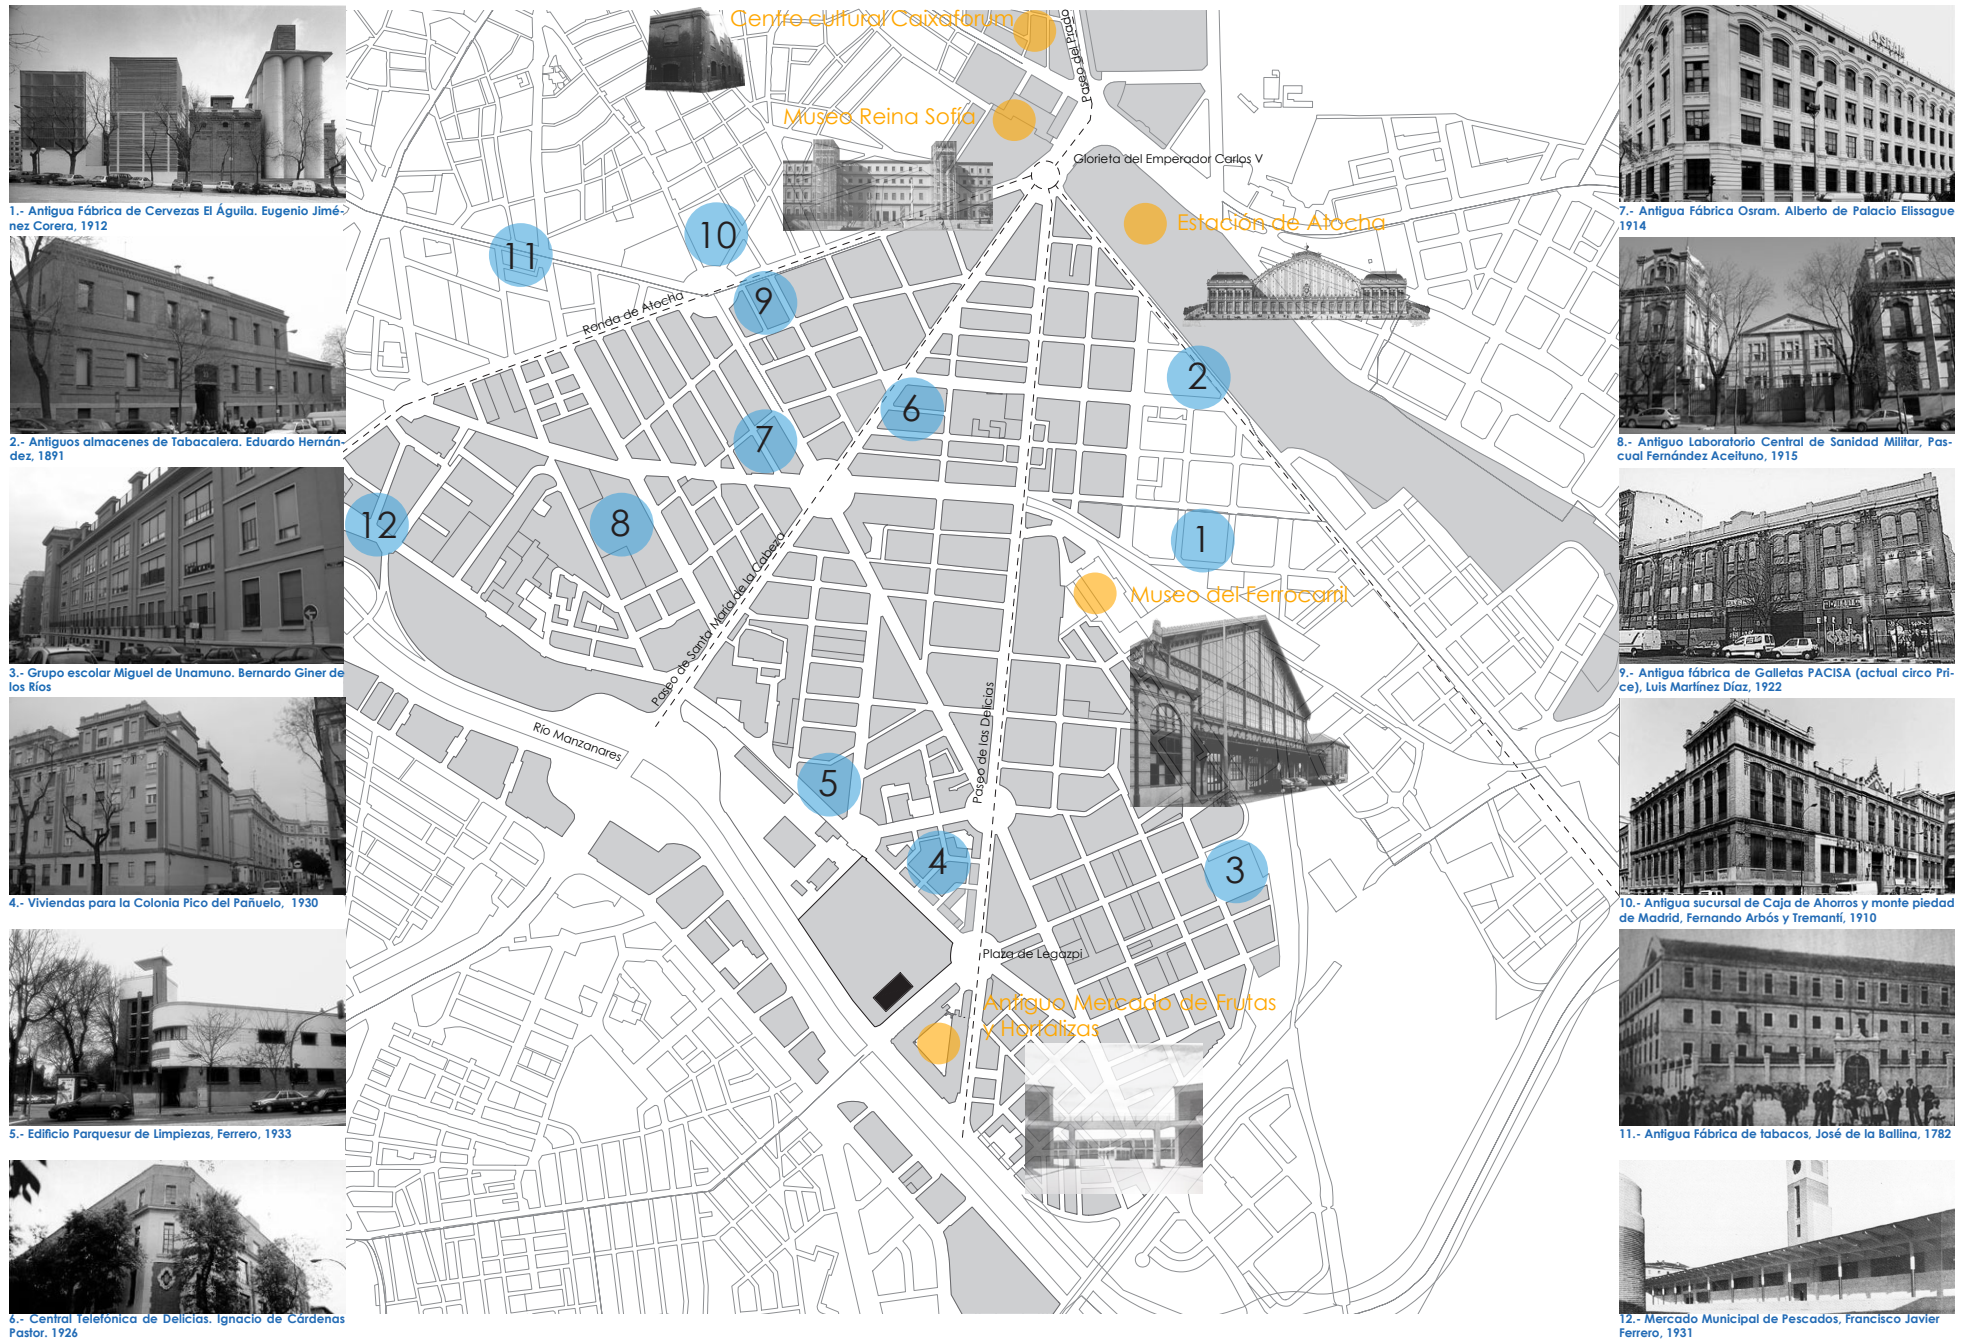 1.- Antigua Fábrica de Cervezas El Águila. Eugenio Jimé-
nez Corera, 1912
2.- Antiguos almacenes de Tabacalera. Eduardo Hernán-
dez, 1891
3.- Grupo escolar Miguel de Unamuno. Bernardo Giner de
los Ríos
4.- Viviendas para la Colonia Pico del Pañuelo, 1930
5.- Edificio Parquesur de Limpiezas, Ferrero, 1933
6.- Central Telefónica de Delicias. Ignacio de Cárdenas
Pastor. 1926
Centro cultural Caixaforum
Paseo del Prado
Museo Reina Sofía
Glorieta del Emperador Carlos V
Estación de Atocha
10
11
9
Ronda de Atocha
2
6
7
12
8
1
Paseo de Santa María de la Cabeza
Museo del Ferrocarril
Río Manzanares
Paseo de las Delicias
5
4
3
Plaza de Legazpi
Antiguo Mercado de Frutas
y Hortalizas
OSRAM
7.- Antigua Fábrica Osram. Alberto de Palacio Elissague
1914
8.- Antiguo Laboratorio Central de Sanidad Militar, Pas-
cual Fernández Aceituno, 1915
9.- Antigua fábrica de Galletas PACISA (actual circo Pri-
ce), Luis Martínez Díaz, 1922
10.- Antigua sucursal de Caja de Ahorros y monte piedad
de Madrid, Fernando Arbós y Tremantí, 1910
11.- Antigua Fábrica de tabacos, José de la Ballina, 1782
12.- Mercado Municipal de Pescados, Francisco Javier
Ferrero, 1931